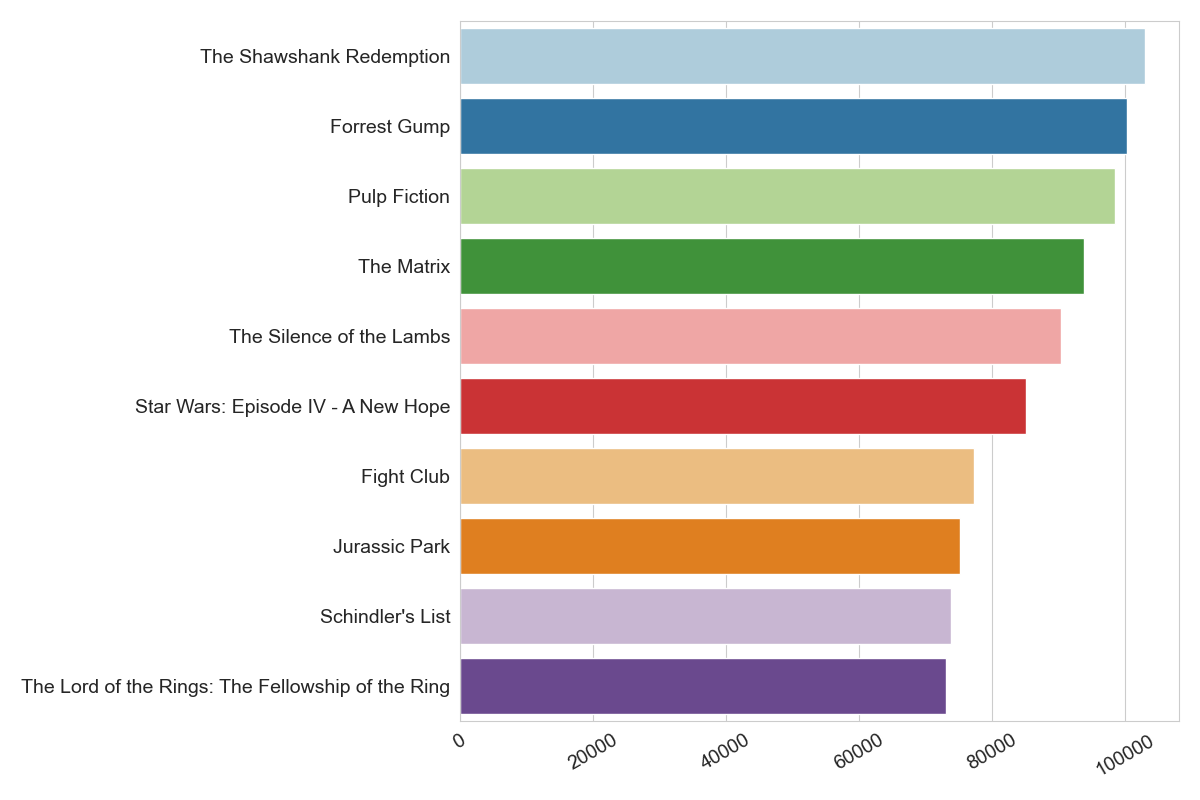 The Shawshank Redemption
Forrest Gump
Pulp Fiction
The Matrix
The Silence of the Lambs
Star Wars: Episode IV - A New Hope
Fight Club
Jurassic Park
Schindler's List
The Lord of the Rings: The Fellowship of the Ring
0 20000 40000 60000 80000 100000